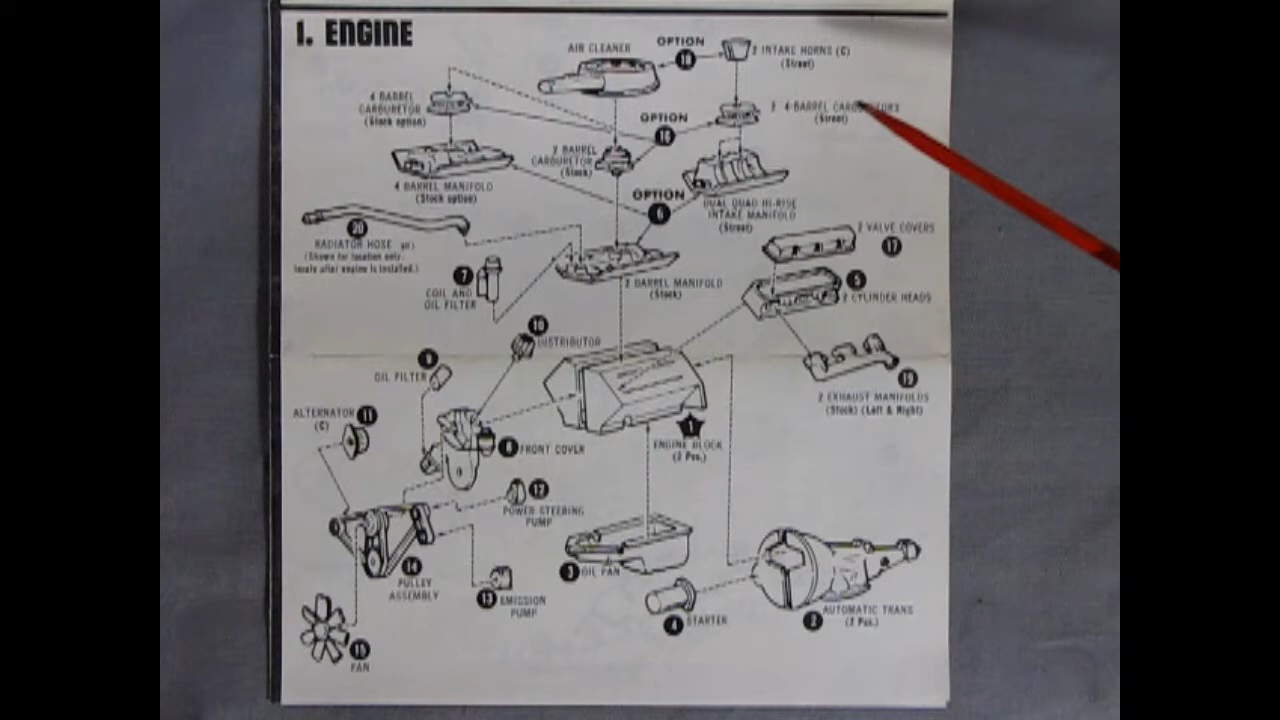 1. ENGINE
AIR CLEANER
OPTION
18
2 INTAKE HORNS (C)
(Street)
4 BARREL
CARBURETOR
(Stock option)
2 4-BARREL
(Street)
OPTION
16
2 BARREL
CARBURETOR
(Stock)
4 BARREL MANIFOLD
(Stock option)
OPTION
6
DUAL QUAD HI-RISE
INTAKE MANIFOLD
(Street)
20
RADIATOR HOSE
(Shown for location only.
locate after engine is installed.)
2 VALVE COVERS
17
7
COIL AND
OIL FILTER
2 BARREL MANIFOLD
(Stock)
5
2 CYLINDER HEADS
10
DISTRIBUTOR
9
OIL FILTER
19
2 EXHAUST MANIFOLDS
(Stock) (Left & Right)
ALTERNATOR
(C)
11
1
ENGINE BLOCK
(2 Pcs.)
8
FRONT COVER
12
POWER STEERING
PUMP
14
PULLEY
ASSEMBLY
3
OIL PAN
13
EMISSION
PUMP
4
STARTER
2
AUTOMATIC TRANS
(2 Pcs.)
15
FAN